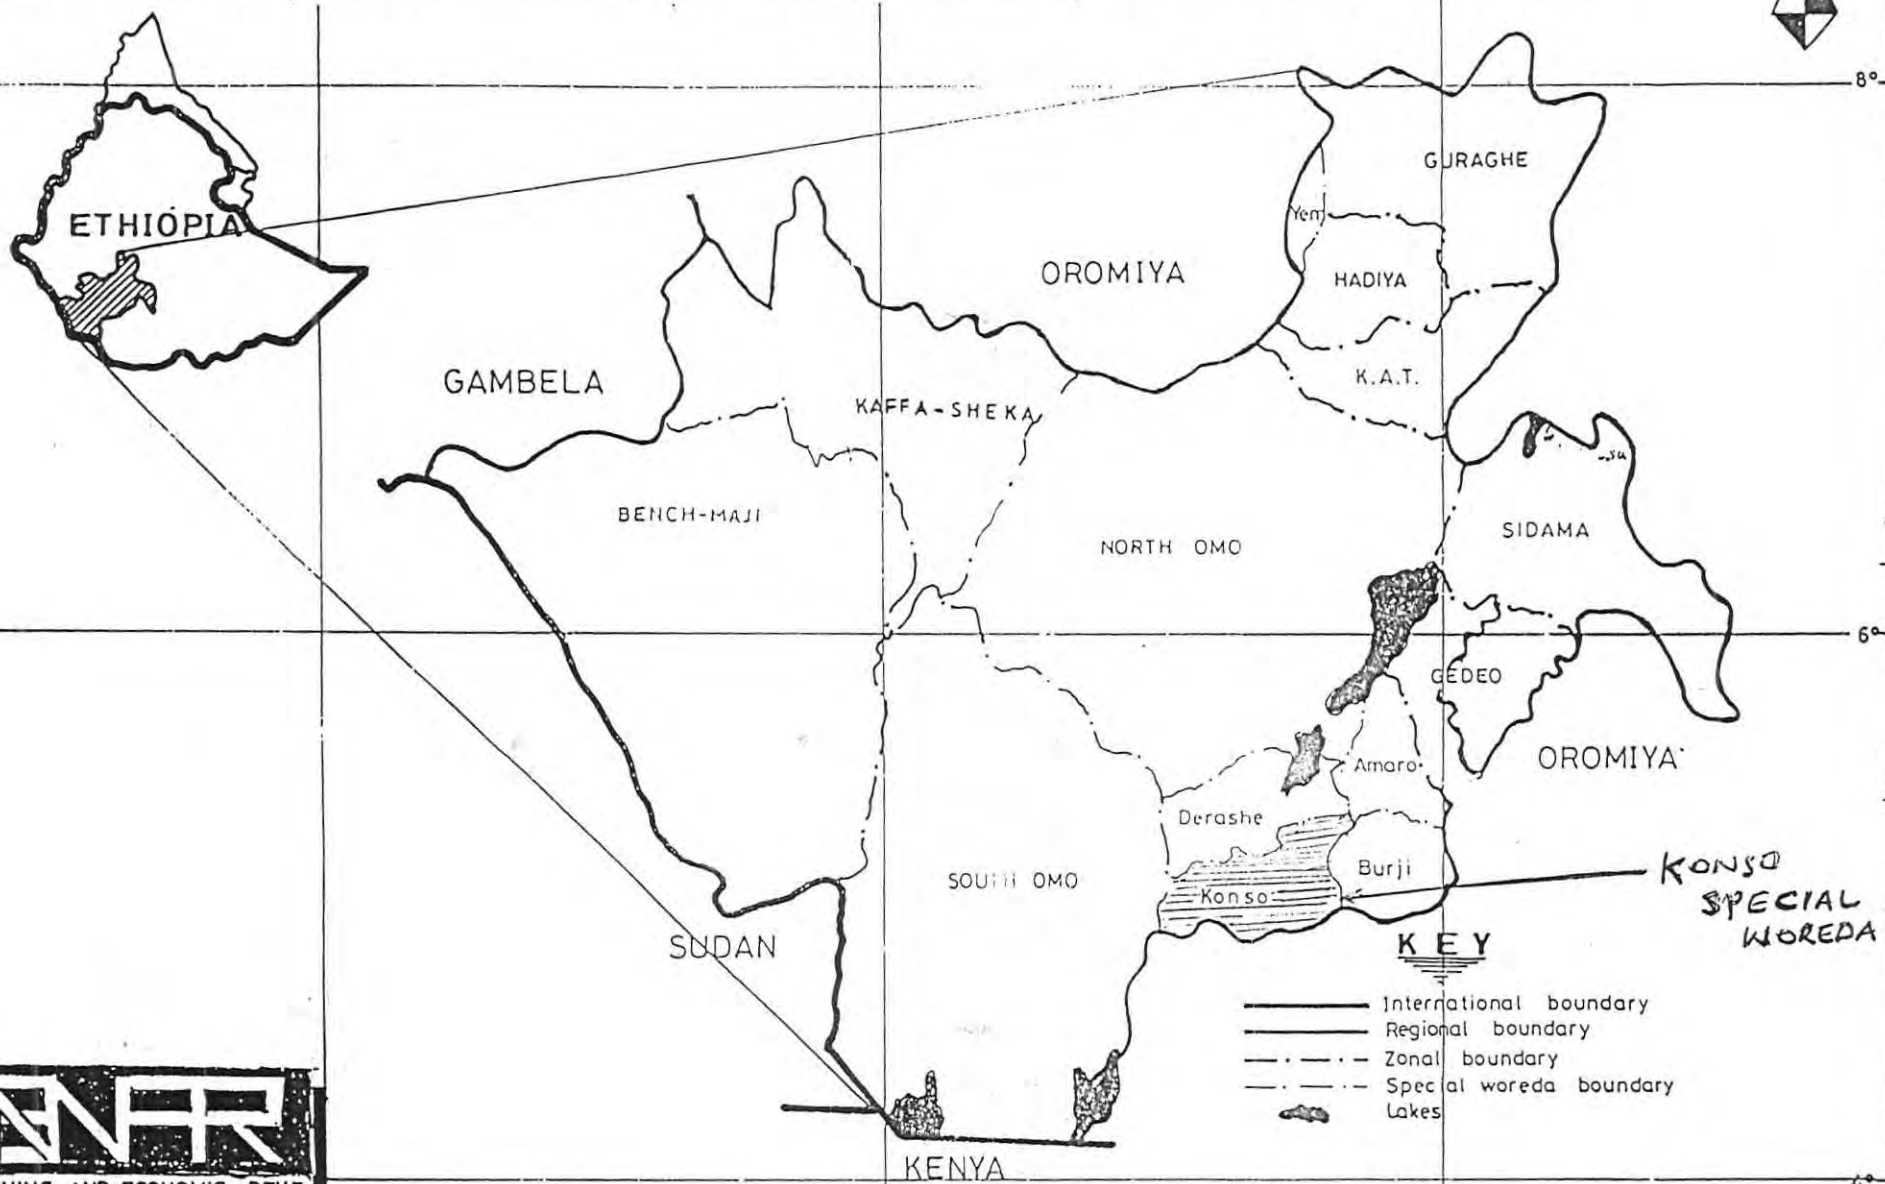 8°
ETHIOPIA
GURAGHE
Yem
OROMIYA
HADIYA
GAMBELA
KAFFA-SHEKA
K.A.T.
BENCH-MAJI
NORTH OMO
SIDAMA
6°
GEDEO
OROMIYA
Amaro
Derashe
SOUTH OMO
Konso
Burji
KONSO
SPECIAL
WOREDA
SUDAN
KEY
International boundary
Regional boundary
Zonal boundary
Special woreda boundary
Lakes
KENYA